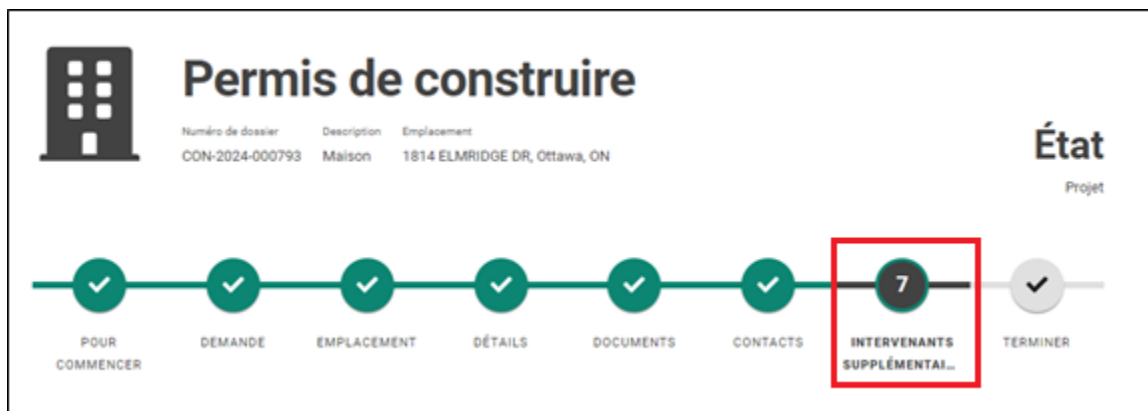 Permis de construire
Numéro de dossier Description Emplacement
CON-2024-000793 Maison 1814 ELMRIDGE DR, Ottawa, ON
État
Projet
7
POUR COMMENCER
DEMANDE
EMPLACEMENT
DÉTAILS
DOCUMENTS
CONTACTS
INTERVENANTS SUPPLÉMENTAI...
TERMINER